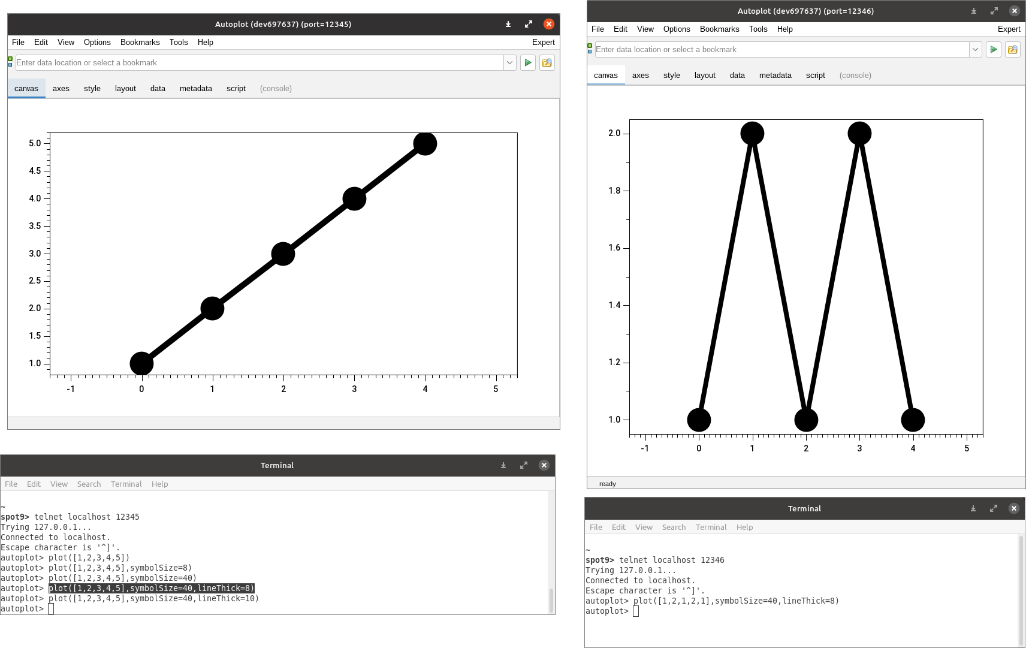 Autoplot (dev697637) (port=12345)
File Edit View Options Bookmarks Tools Help Expert
Enter data location or select a bookmark
canvas axes style layout data metadata script (console)
5.0
4.5
4.0
3.5
3.0
2.5
2.0
1.5
1.0
-1 0 1 2 3 4 5
Terminal
File Edit View Search Terminal Help
~
spot9> telnet localhost 12345
Trying 127.0.0.1...
Connected to localhost.
Escape character is '^]'.
autoplot> plot([1,2,3,4,5])
autoplot> plot([1,2,3,4,5],symbolSize=8)
autoplot> plot([1,2,3,4,5],symbolSize=40)
autoplot> plot([1,2,3,4,5],symbolSize=40,lineThick=8)
autoplot> plot([1,2,3,4,5],symbolSize=40,lineThick=10)
autoplot>
Autoplot (dev697637) (port=12346)
File Edit View Options Bookmarks Tools Help Expert
Enter data location or select a bookmark
canvas axes style layout data metadata script (console)
2.0
1.8
1.6
1.4
1.2
1.0
-1 0 1 2 3 4 5
ready
Terminal
File Edit View Search Terminal Help
~
spot9> telnet localhost 12346
Trying 127.0.0.1...
Connected to localhost.
Escape character is '^]'.
autoplot> plot([1,2,1,2,1],symbolSize=40,lineThick=8)
autoplot>